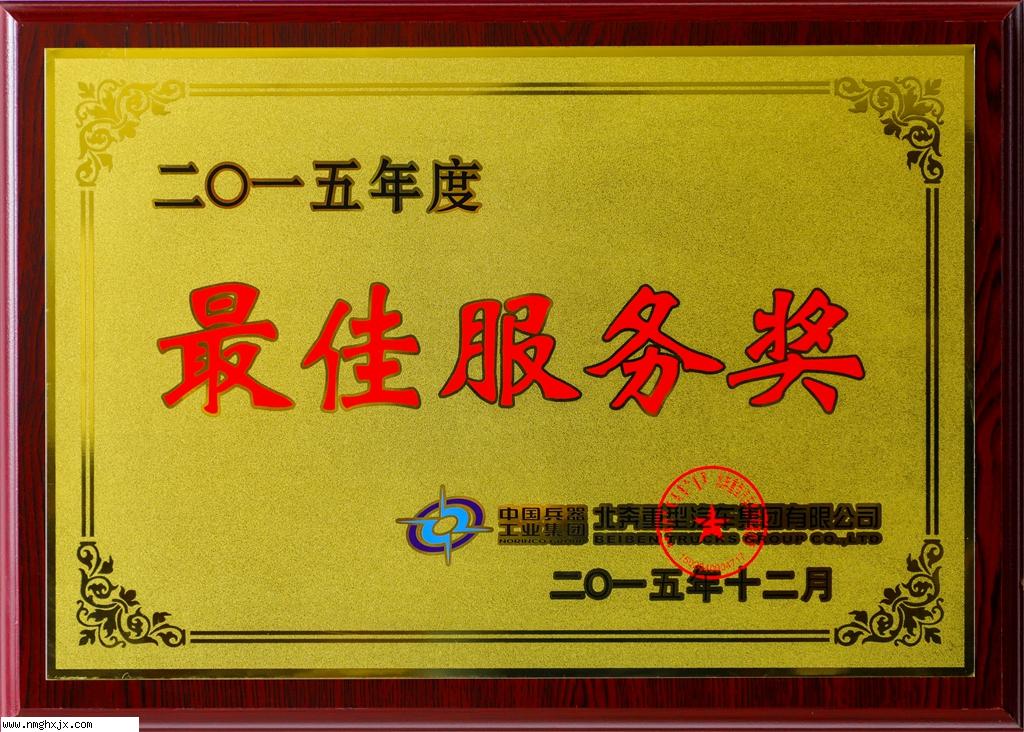 二〇一五年度
最佳服务奖
中国兵器工业集团
NORINCO GROUP
北奔重型汽车集团有限公司
BEIBEN TRUCKS GROUP CO.,LTD
二〇一五年十二月
www.nmghxjx.com